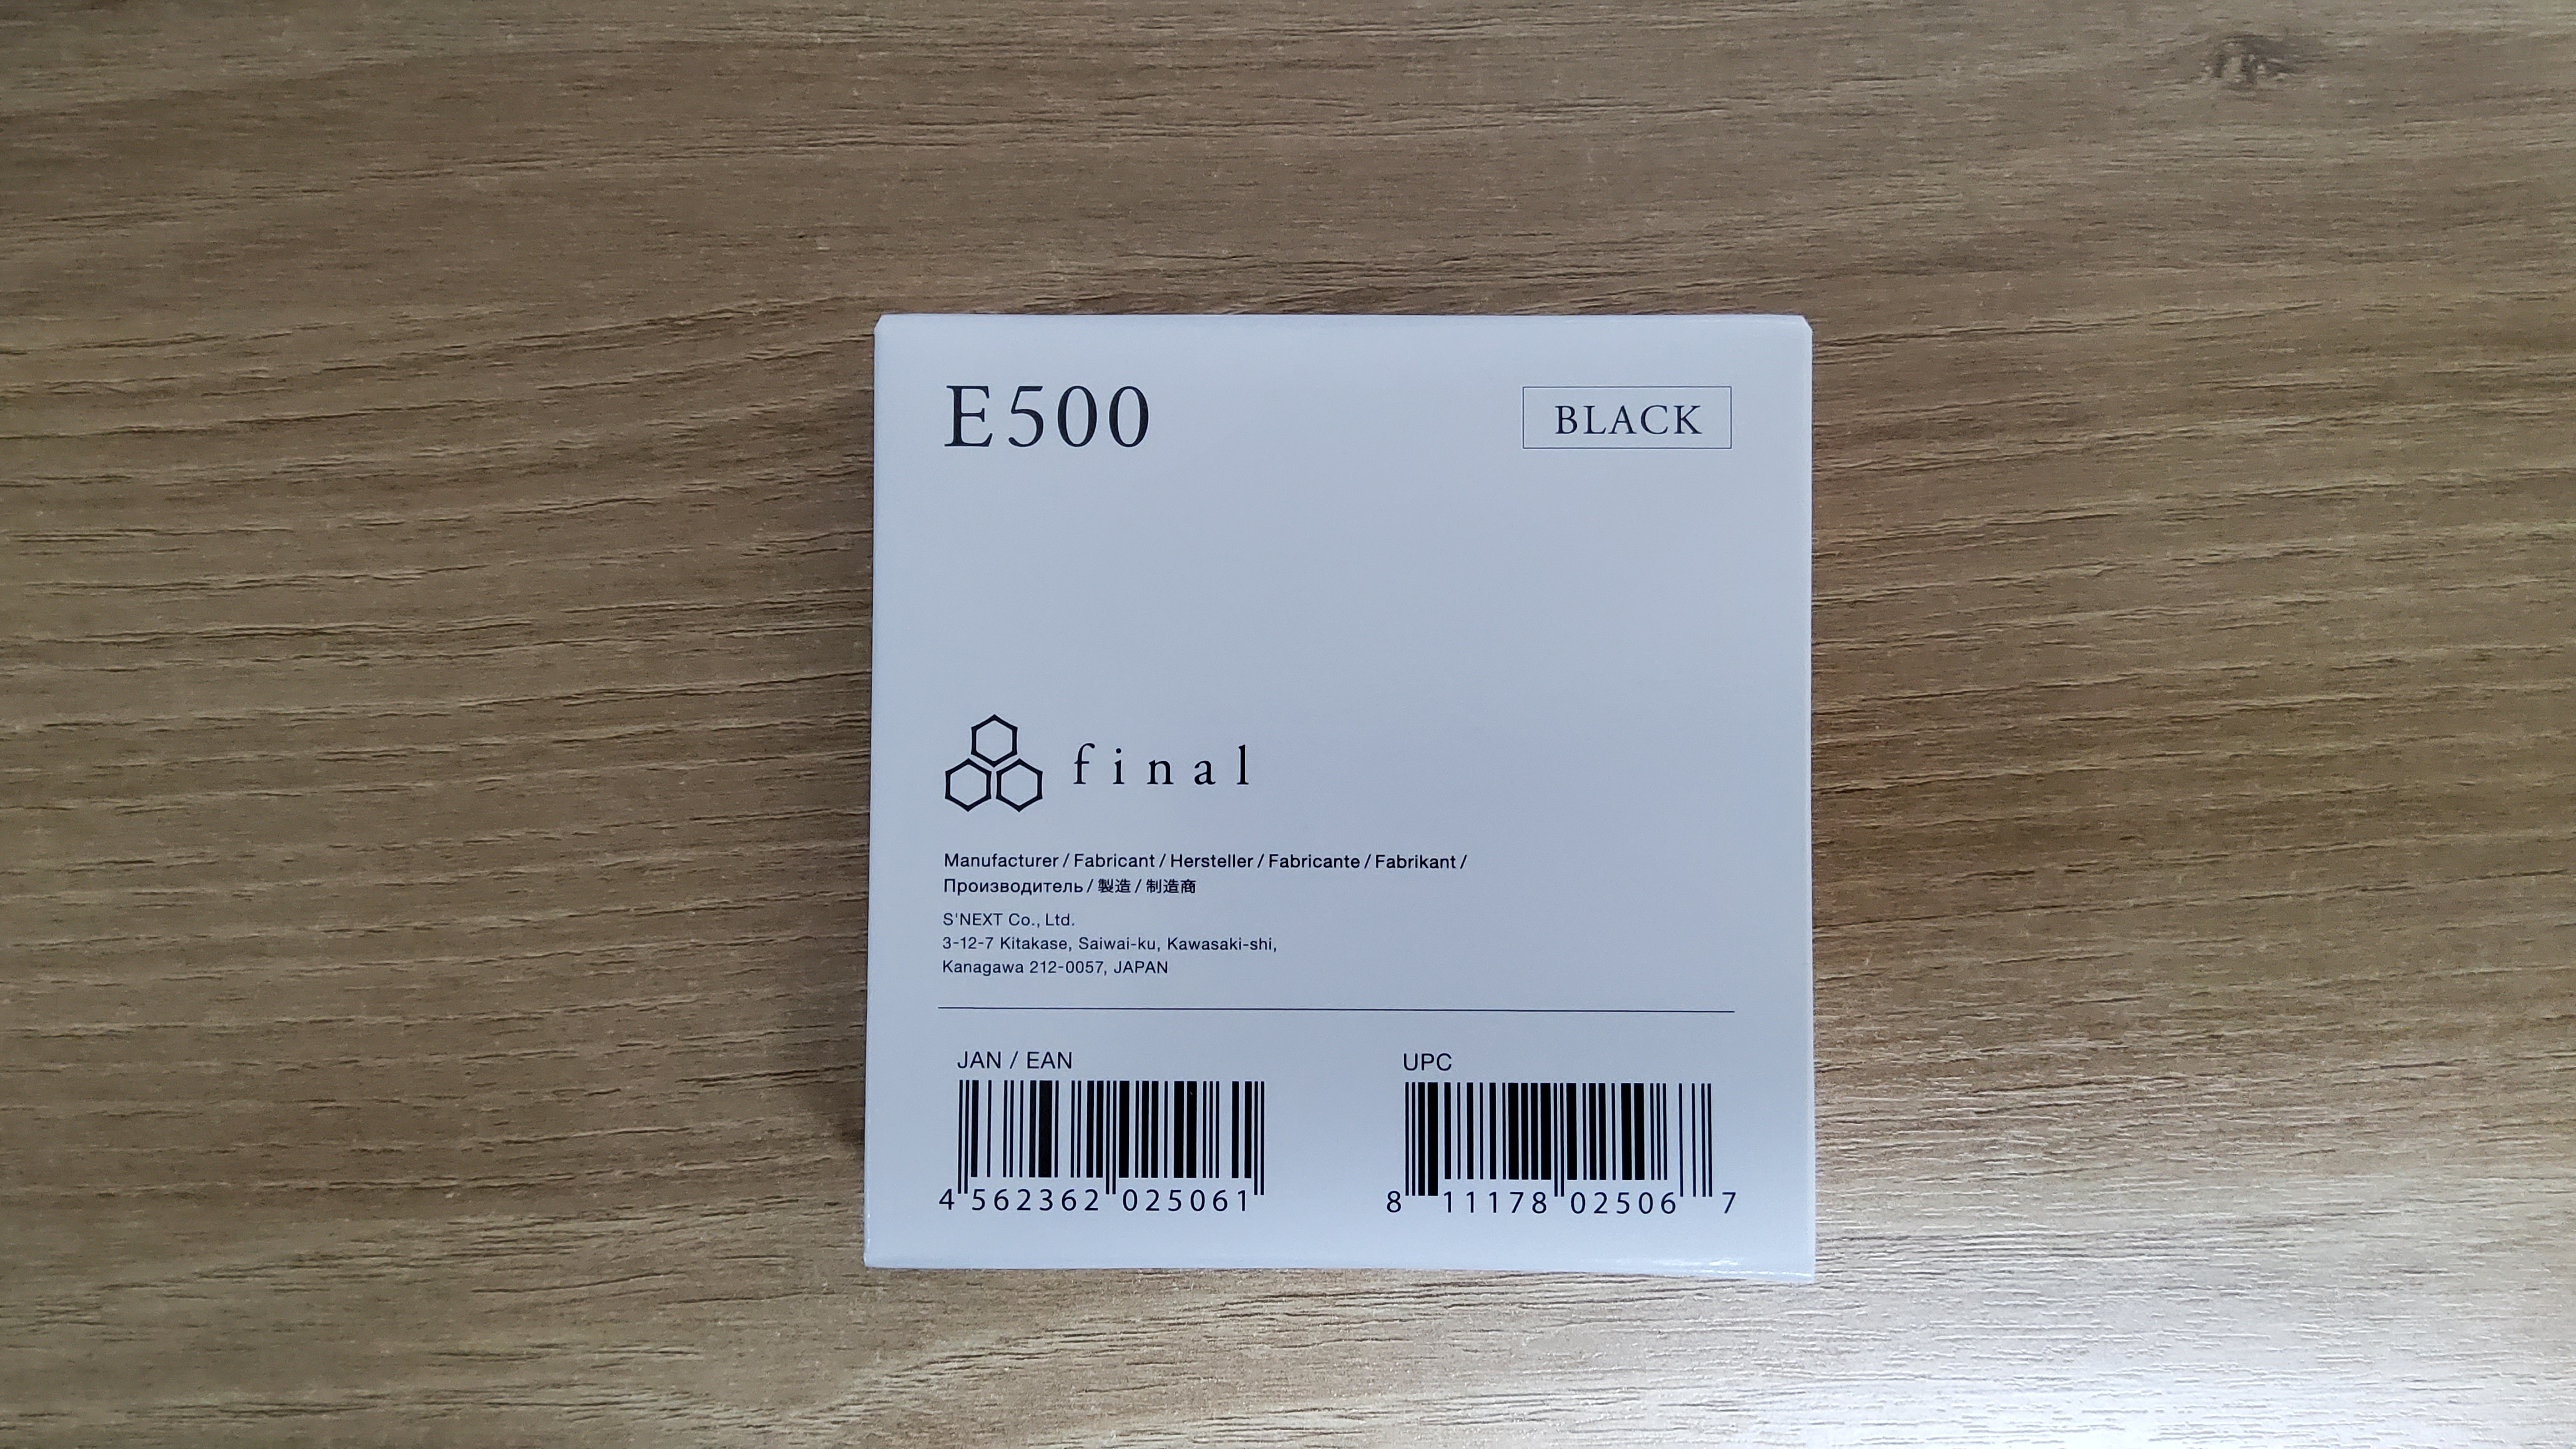 E500
BLACK
final
Manufacturer / Fabricant / Hersteller / Fabricante / Fabrikant /
Производитель / 製造 / 制造商
S'NEXT Co., Ltd.
3-12-7 Kitakase, Saiwai-ku, Kawasaki-shi,
Kanagawa 212-0057, JAPAN
JAN / EAN
4 562362 025061
UPC
8 11178 02506 7